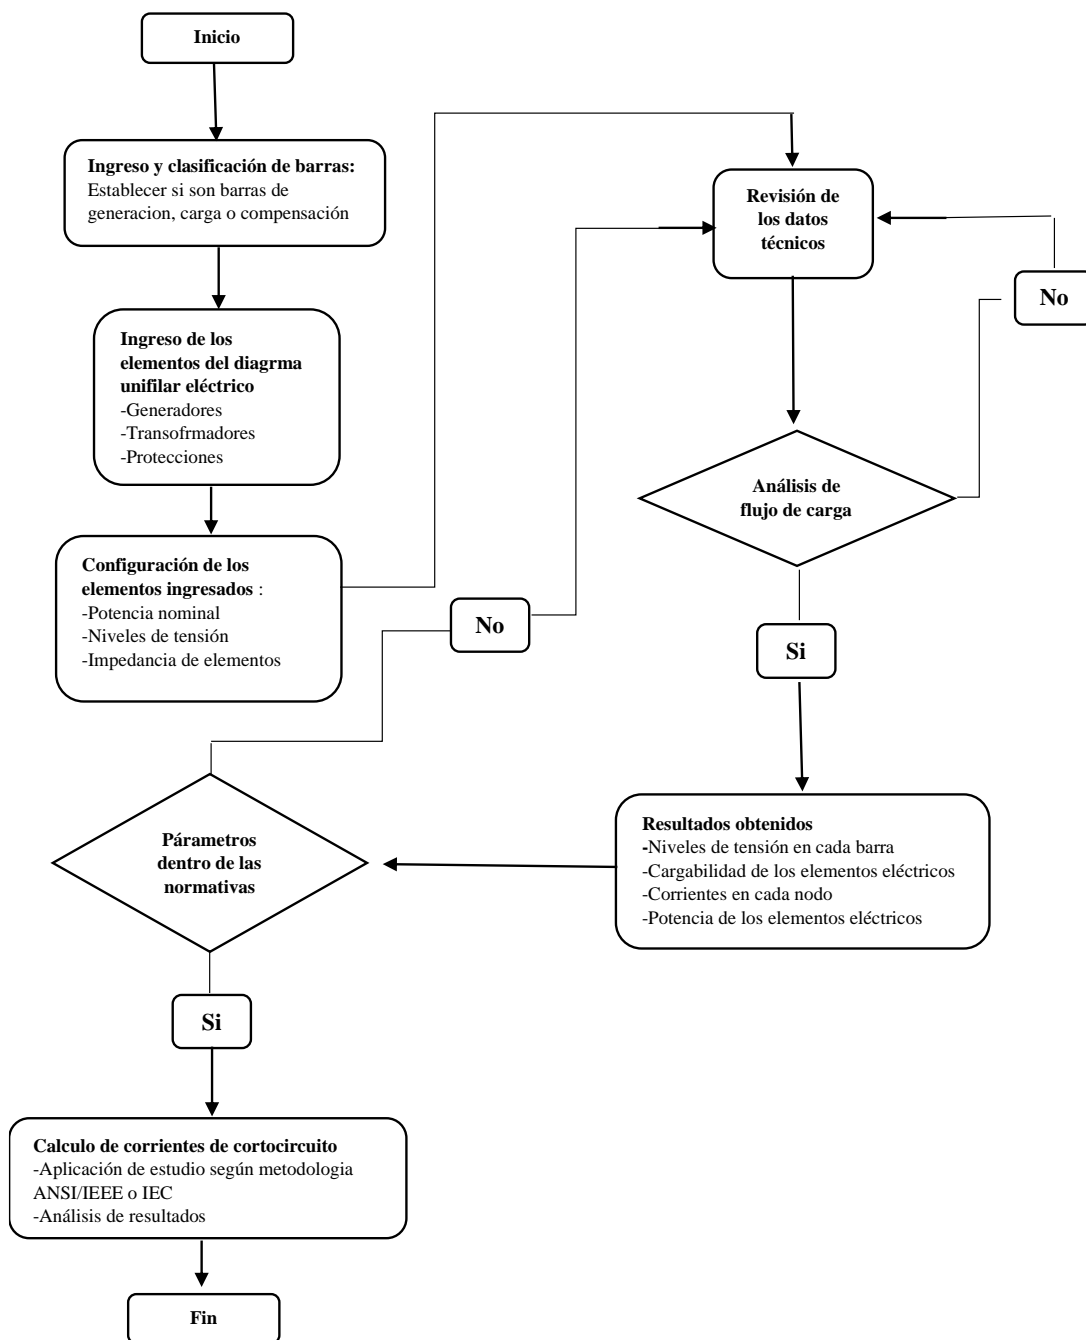 Inicio
Ingreso y clasificación de barras:
Establecer si son barras de
generacion, carga o compensación
Ingreso de los
elementos del diagrma
unifilar eléctrico
-Generadores
-Transofrmadores
-Protecciones
Configuración de los
elementos ingresados :
-Potencia nominal
-Niveles de tensión
-Impedancia de elementos
Revisión de
los datos
técnicos
No
Análisis de
flujo de carga
Si
Resultados obtenidos
-Niveles de tensión en cada barra
-Cargabilidad de los elementos eléctricos
-Corrientes en cada nodo
-Potencia de los elementos eléctricos
No
Párametros
dentro de las
normativas
Si
Calculo de corrientes de cortocircuito
-Aplicación de estudio según metodologia
ANSI/IEEE o IEC
-Análisis de resultados
Fin